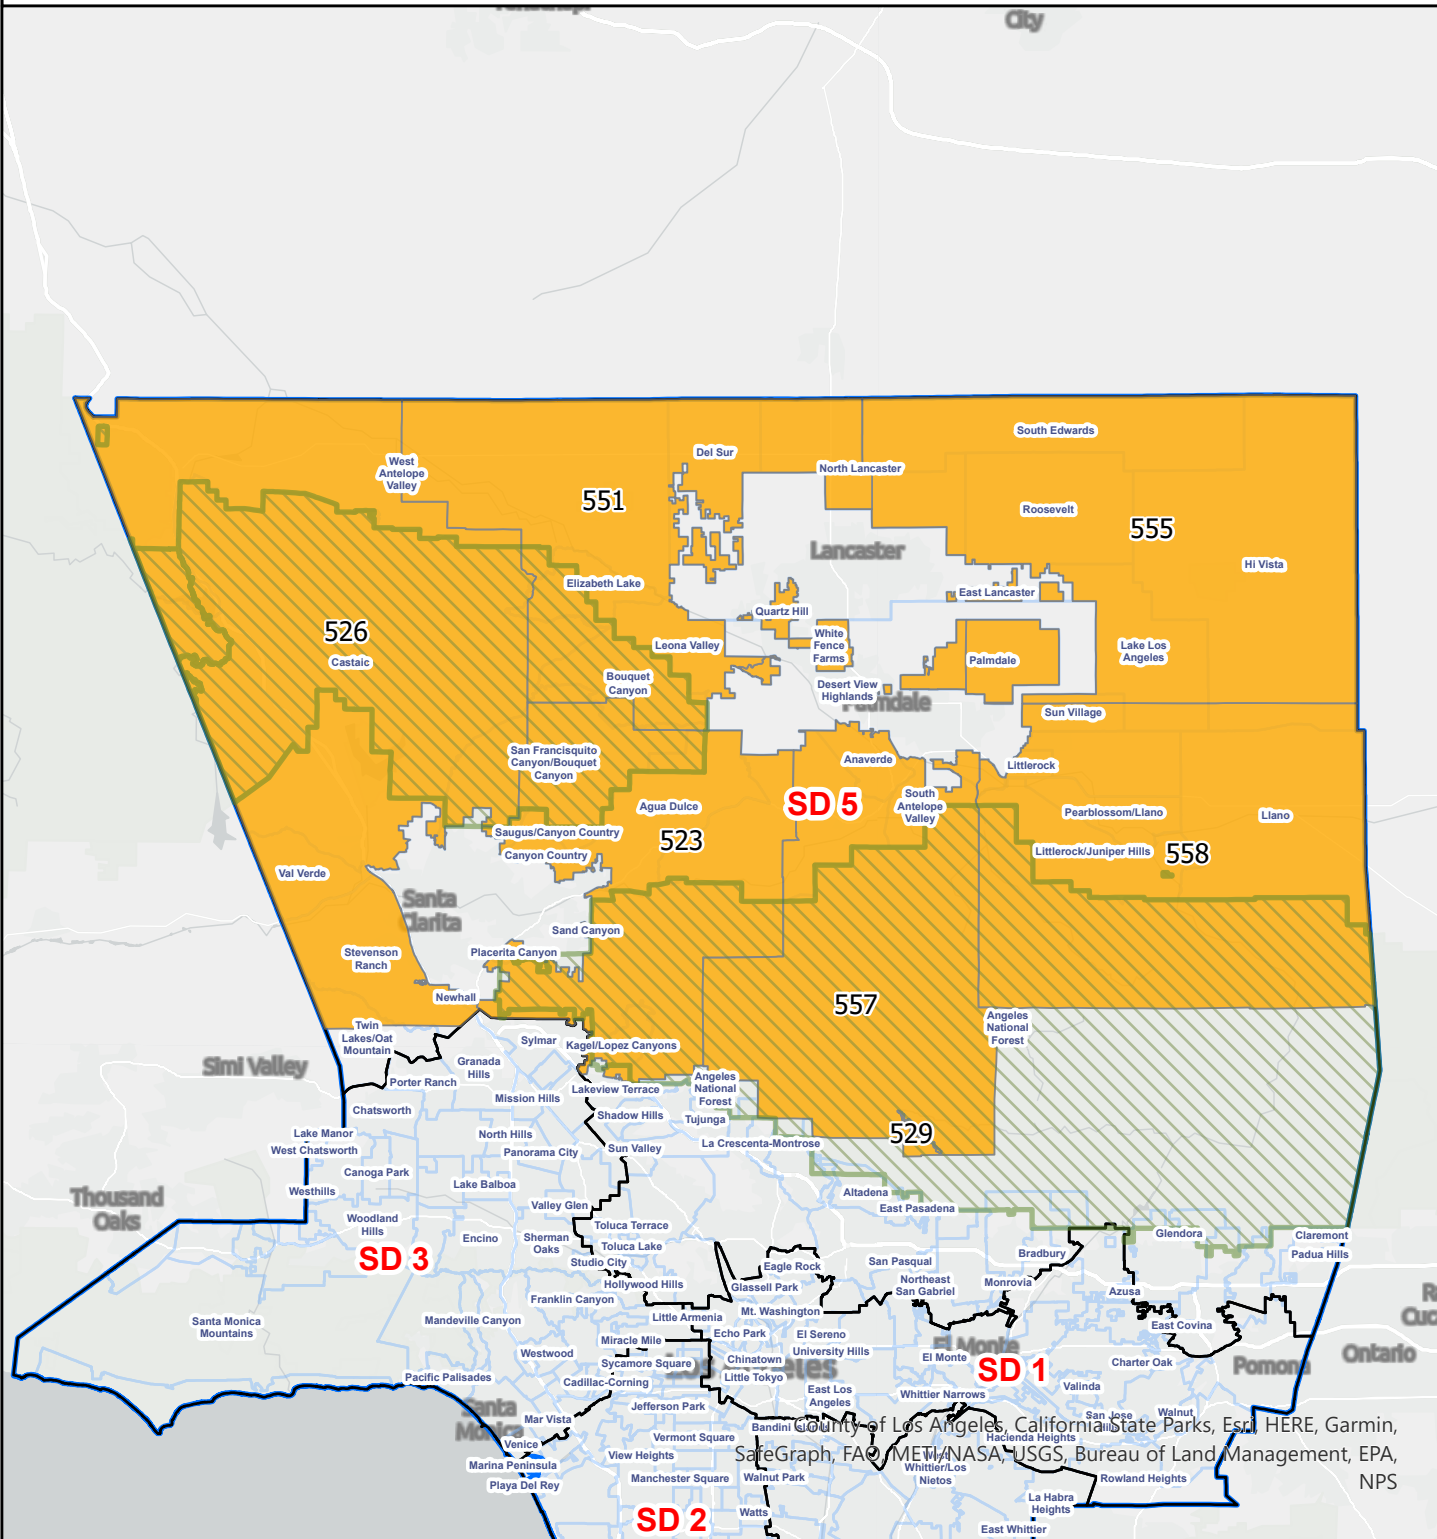 City
South Edwards
Del Sur
North Lancaster
West
Antelope
Valley
551
Roosevelt
555
Lancaster
Hi Vista
Elizabeth Lake
East Lancaster
Quartz Hill
526
Castaic
Leona Valley
White
Fence
Farms
Palmdale
Lake Los
Angeles
Bouquet
Canyon
Desert View
Highlands
Palmdale
Sun Village
San Francisquito
Canyon/Bouquet
Canyon
Anaverde
Littlerock
Agua Dulce
SD 5
South
Antelope
Valley
Pearblossom/Llano
Llano
Saugus/Canyon Country
523
Canyon Country
Littlerock/Juniper Hills
558
Val Verde
Santa
Clarita
Sand Canyon
Stevenson
Ranch
Placerita Canyon
Newhall
557
Angeles
National
Forest
Twin
Lakes/Oat
Mountain
Sylmar
Kagel/Lopez Canyons
Simi Valley
Granada
Hills
Porter Ranch
Lakeview Terrace
Angeles
National
Forest
Mission Hills
Chatsworth
Shadow Hills
Tujunga
529
Lake Manor
North Hills
La Crescenta-Montrose
West Chatsworth
Panorama City
Sun Valley
Canoga Park
Lake Balboa
Westhills
Thousand
Oaks
Valley Glen
Altadena
East Pasadena
Woodland
Hills
Toluca Terrace
Encino
Sherman
Oaks
Toluca Lake
Glendora
Claremont
Padua Hills
SD 3
Studio City
Eagle Rock
San Pasqual
Bradbury
Hollywood Hills
Glassell Park
Northeast
San Gabriel
Monrovia
Azusa
Franklin Canyon
Mt. Washington
Santa Monica
Mountains
Mandeville Canyon
Little Armenia
East Covina
Miracle Mile
Echo Park
El Sereno
El Monte
Westwood
University Hills
El Monte
Ontario
Sycamore Square
Chinatown
SD 1
Charter Oak
Pomona
Pacific Palisades
Cadillac-Corning
Little Tokyo
Valinda
East Los
Angeles
Whittier Narrows
Santa
Monica
Jefferson Park
Mar Vista
San Jose
Hills
Walnut
Bandini Islands
Venice
Vermont Square
Hacienda Heights
County of Los Angeles, California State Parks, Esri, HERE, Garmin,
SafeGraph, FAO, METI/NASA, USGS, Bureau of Land Management, EPA,
NPS
View Heights
West
Whittier/Los
Nietos
Marina Peninsula
Playa Del Rey
Manchester Square
Walnut Park
Rowland Heights
La Habra
Heights
Watts
SD 2
East Whittier